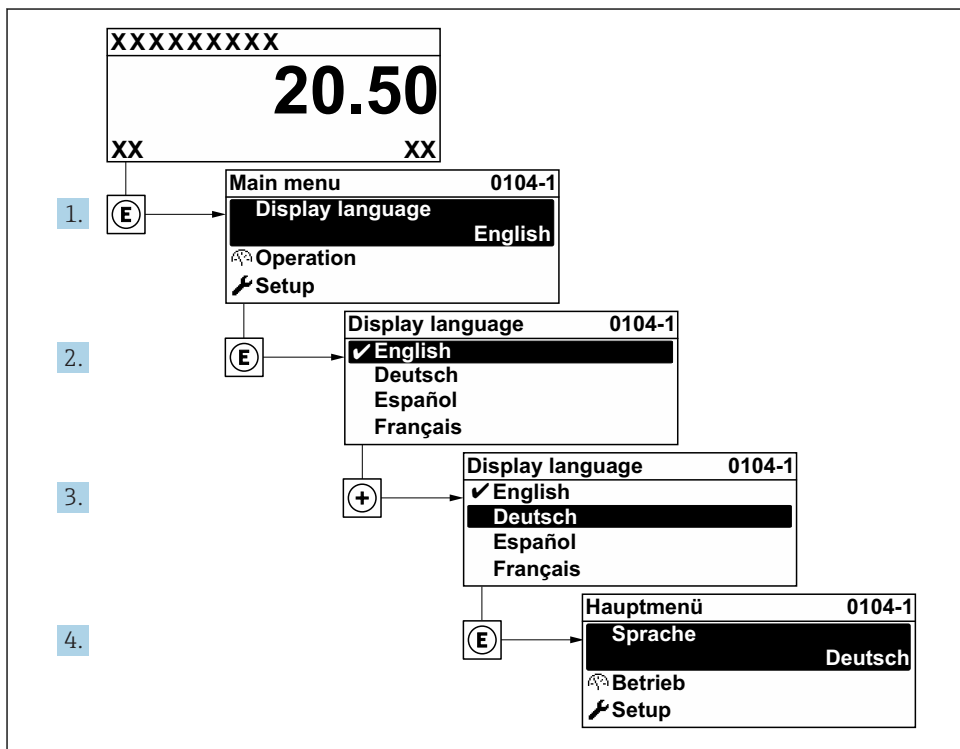 XXXXXXXXX
20.50
XX XX
1. E
Main menu 0104-1
Display language
English
Operation
Setup
2. E
Display language 0104-1
✔ English
Deutsch
Español
Français
3. +
Display language 0104-1
✔ English
Deutsch
Español
Français
4. E
Hauptmenü 0104-1
Sprache
Deutsch
Betrieb
Setup